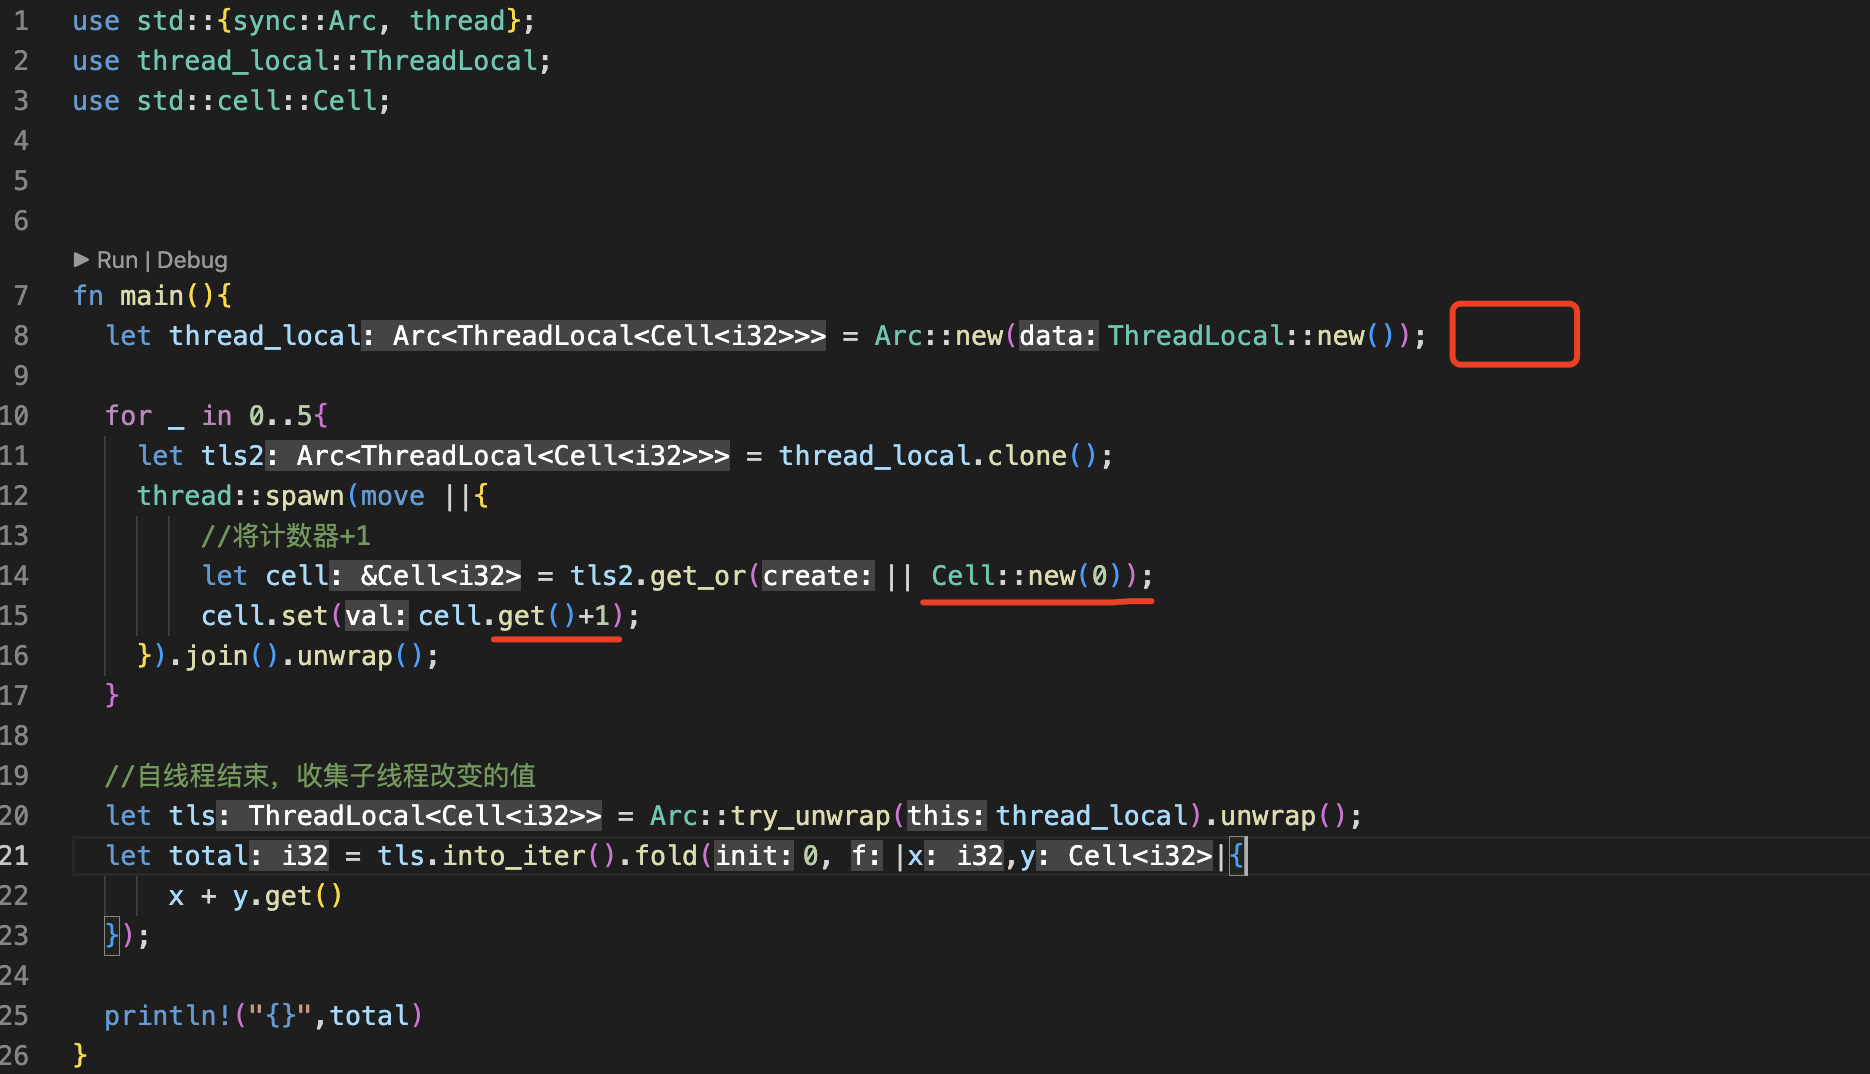 1 use std::{sync::Arc, thread};
2 use thread_local::ThreadLocal;
3 use std::cell::Cell;
4
5
6
▶ Run | Debug
7 fn main(){
8 let thread_local: Arc<ThreadLocal<Cell<i32>>> = Arc::new(data: ThreadLocal::new());
9
10 for _ in 0..5{
11 let tls2: Arc<ThreadLocal<Cell<i32>>> = thread_local.clone();
12 thread::spawn(move ||{
13 //将计数器+1
14 let cell: &Cell<i32> = tls2.get_or(create: || Cell::new(0));
15 cell.set(val: cell.get()+1);
16 }).join().unwrap();
17 }
18
19 //自线程结束，收集子线程改变的值
20 let tls: ThreadLocal<Cell<i32>> = Arc::try_unwrap(this: thread_local).unwrap();
21 let total: i32 = tls.into_iter().fold(init: 0, f: |x: i32,y: Cell<i32>|{
22 x + y.get()
23 });
24
25 println!("{}",total)
26 }